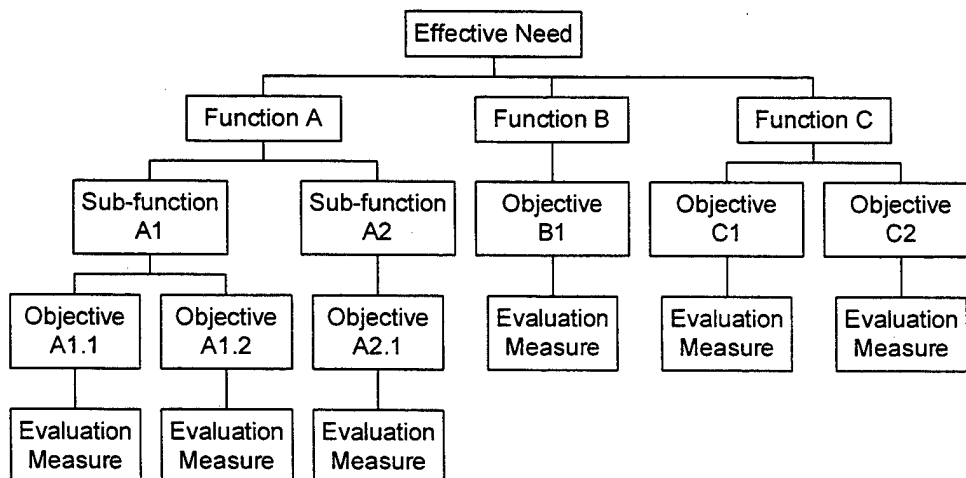 Effective Need
Function A
Function B
Function C
Sub-function
A1
Sub-function
A2
Objective
B1
Objective
C1
Objective
C2
Objective
A1.1
Objective
A1.2
Objective
A2.1
Evaluation
Measure
Evaluation
Measure
Evaluation
Measure
Evaluation
Measure
Evaluation
Measure
Evaluation
Measure